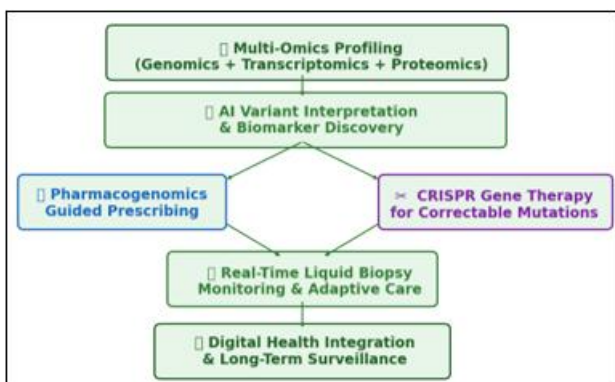 Multi-Omics Profiling
(Genomics + Transcriptomics + Proteomics)
AI Variant Interpretation
& Biomarker Discovery
Pharmacogenomics
Guided Prescribing
✂ CRISPR Gene Therapy
for Correctable Mutations
Real-Time Liquid Biopsy
Monitoring & Adaptive Care
Digital Health Integration
& Long-Term Surveillance